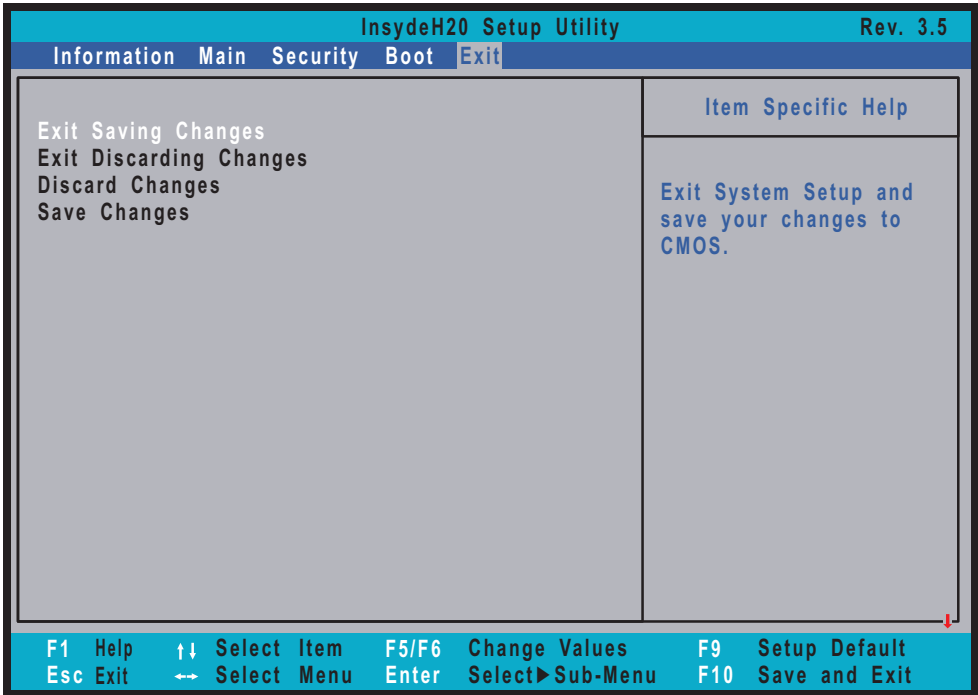 InsydeH20 Setup Utility Rev. 3.5
Information Main Security Boot Exit
Item Specific Help
Exit Saving Changes
Exit Discarding Changes
Discard Changes
Save Changes
Exit System Setup and
save your changes to
CMOS.
F1 Help ↑↓ Select Item F5/F6 Change Values F9 Setup Default
Esc Exit ←→ Select Menu Enter Select▶Sub-Menu F10 Save and Exit